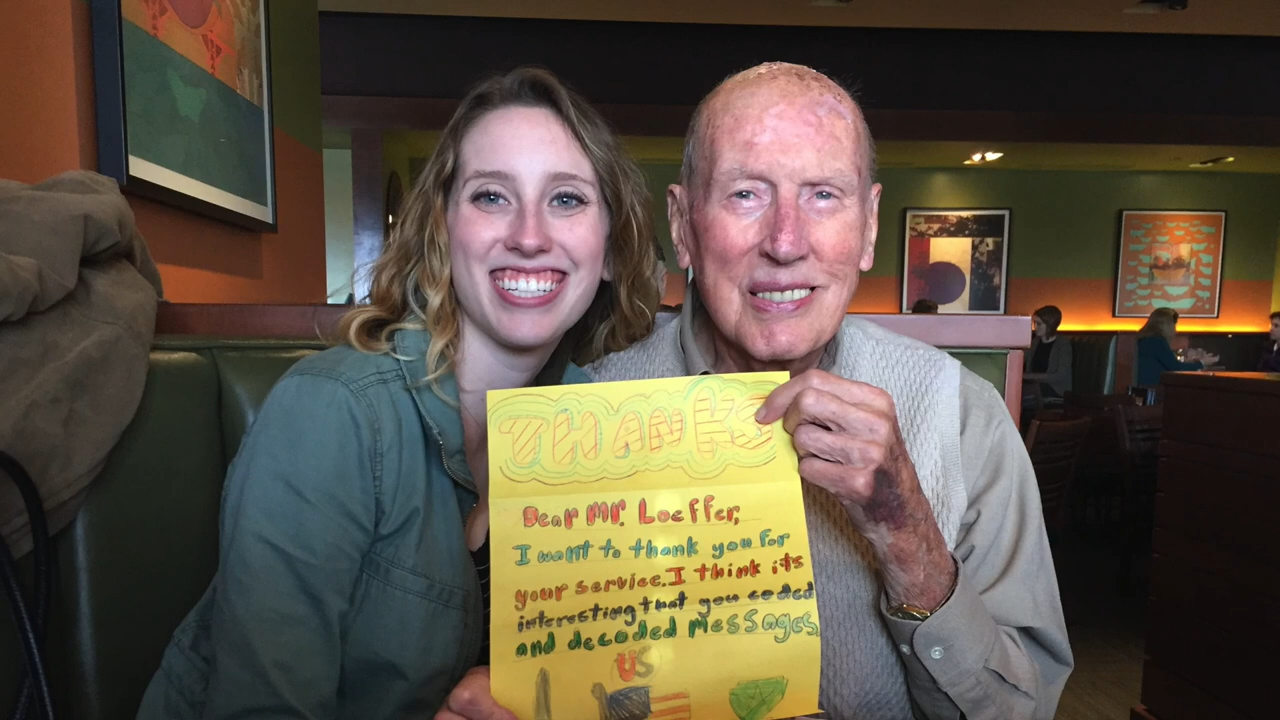 THANKS
Dear Mr. Loeffer,
I want to thank you for
your service. I think its
interesting that you coded
and decoded messages.
US